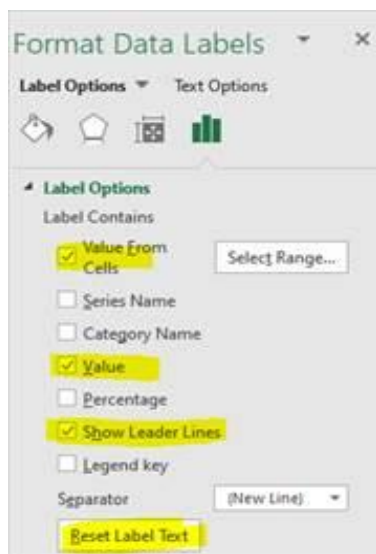 Format Data Labels
Label Options Text Options
Label Options
Label Contains
Value From
Cells
Select Range...
Series Name
Category Name
Value
Percentage
Show Leader Lines
Legend key
Separator (New Line)
Reset Label Text